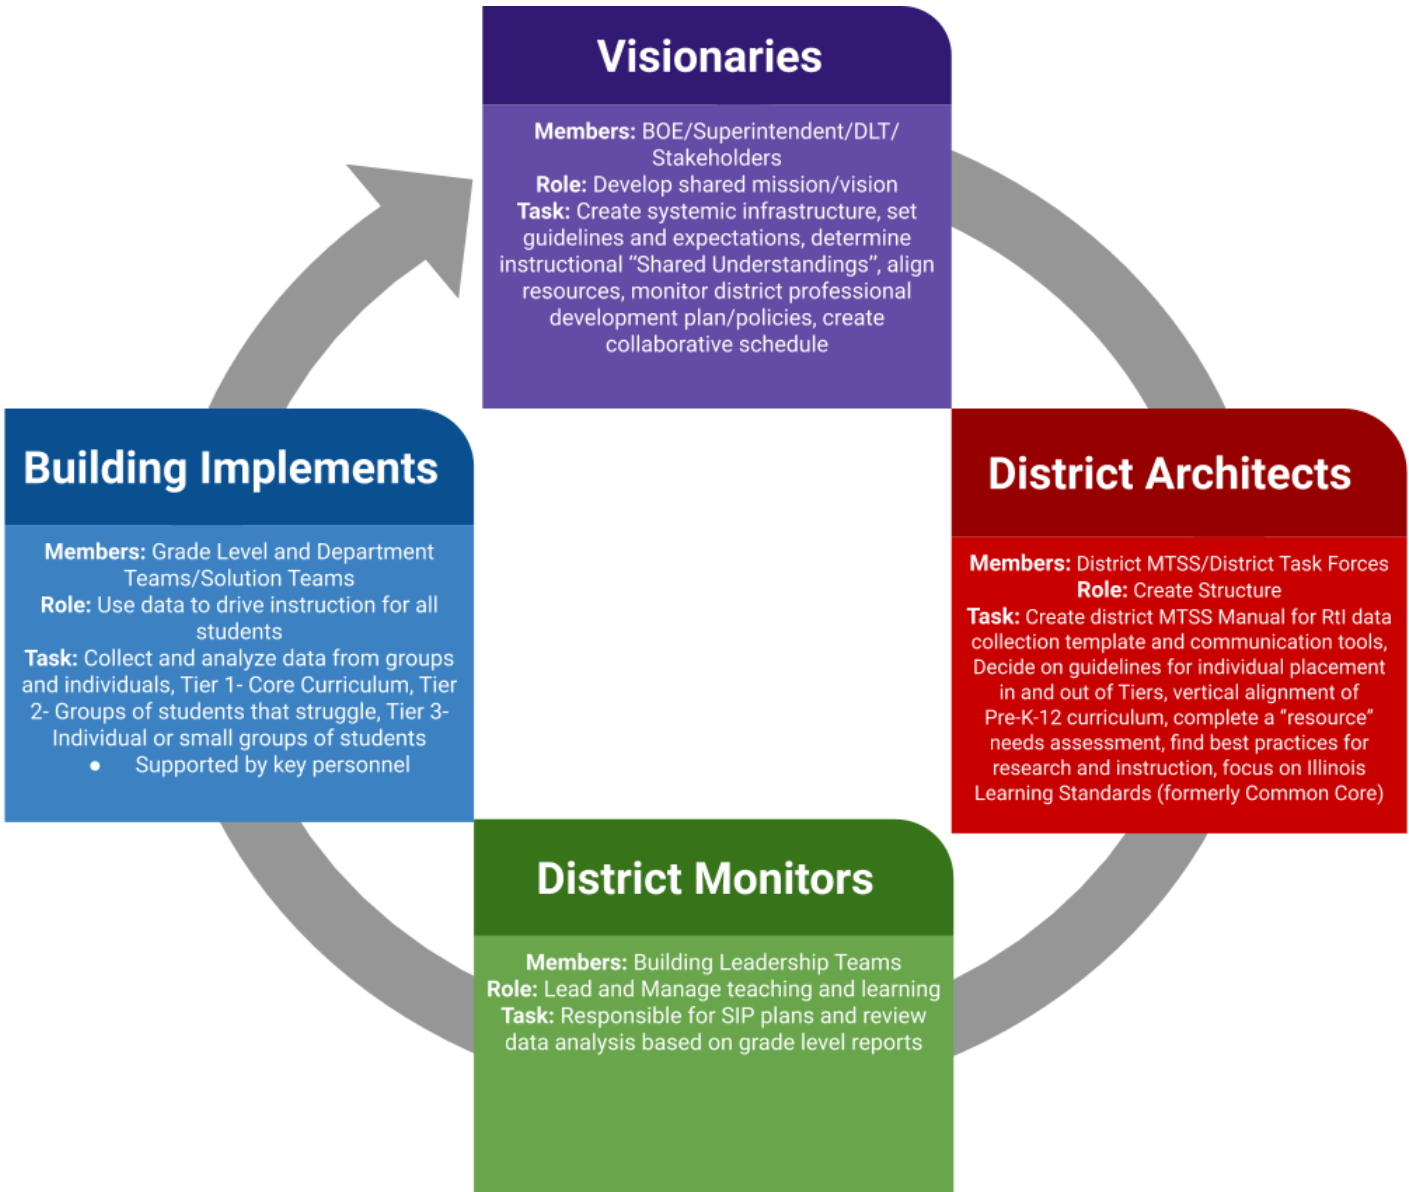 Visionaries
Members: BOE/Superintendent/DLT/
Stakeholders
Role: Develop shared mission/vision
Task: Create systemic infrastructure, set
guidelines and expectations, determine
instructional “Shared Understandings”, align
resources, monitor district professional
development plan/policies, create
collaborative schedule
District Architects
Members: District MTSS/District Task Forces
Role: Create Structure
Task: Create district MTSS Manual for RtI data
collection template and communication tools,
Decide on guidelines for individual placement
in and out of Tiers, vertical alignment of
Pre-K-12 curriculum, complete a “resource”
needs assessment, find best practices for
research and instruction, focus on Illinois
Learning Standards (formerly Common Core)
District Monitors
Members: Building Leadership Teams
Role: Lead and Manage teaching and learning
Task: Responsible for SIP plans and review
data analysis based on grade level reports
Building Implements
Members: Grade Level and Department
Teams/Solution Teams
Role: Use data to drive instruction for all
students
Task: Collect and analyze data from groups
and individuals, Tier 1- Core Curriculum, Tier
2- Groups of students that struggle, Tier 3-
Individual or small groups of students
● Supported by key personnel